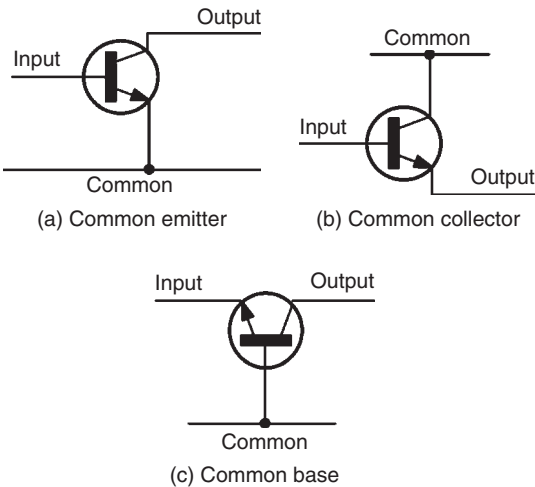 Output
Input
Common
(a) Common emitter
Common
Input
Output
(b) Common collector
Input
Output
Common
(c) Common base